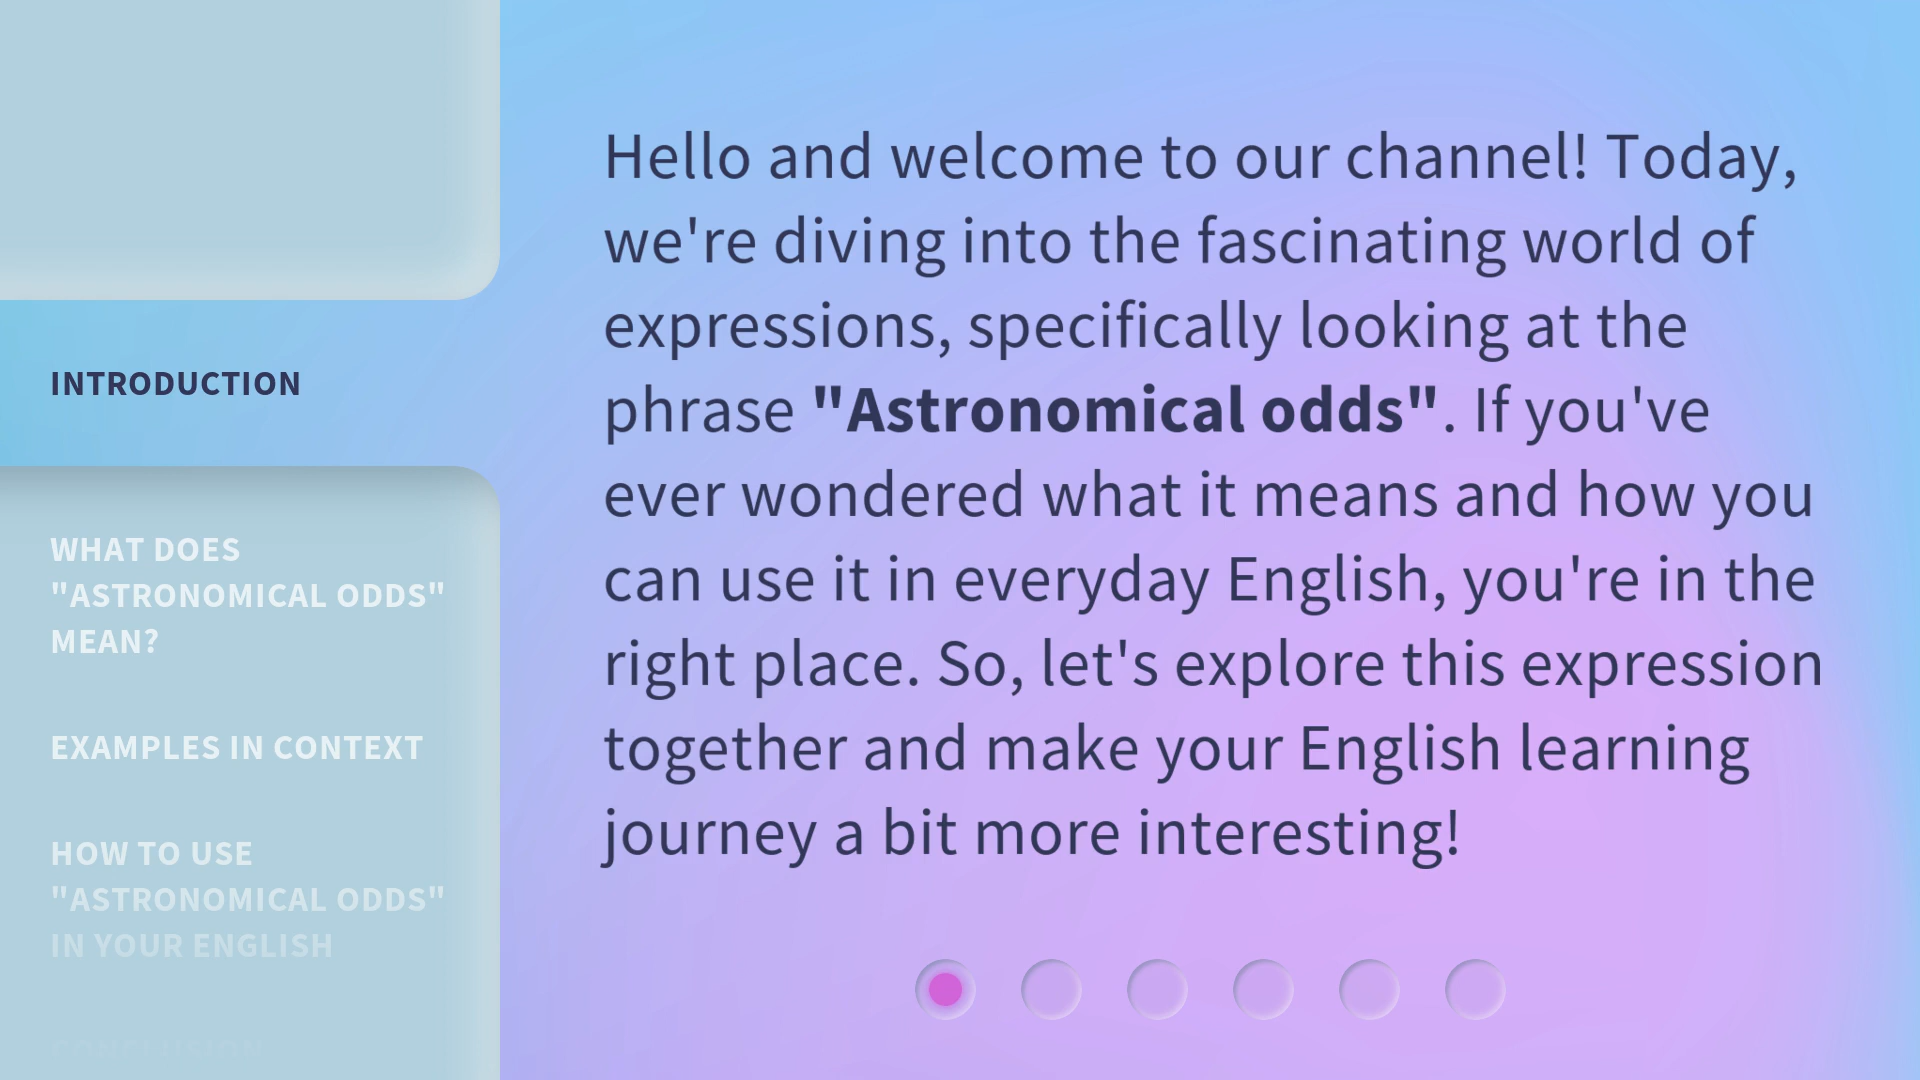 INTRODUCTION
WHAT DOES
"ASTRONOMICAL ODDS"
MEAN?
EXAMPLES IN CONTEXT
HOW TO USE
"ASTRONOMICAL ODDS"
IN YOUR ENGLISH
CONCLUSION
Hello and welcome to our channel! Today,
we're diving into the fascinating world of
expressions, specifically looking at the
phrase "Astronomical odds". If you've
ever wondered what it means and how you
can use it in everyday English, you're in the
right place. So, let's explore this expression
together and make your English learning
journey a bit more interesting!